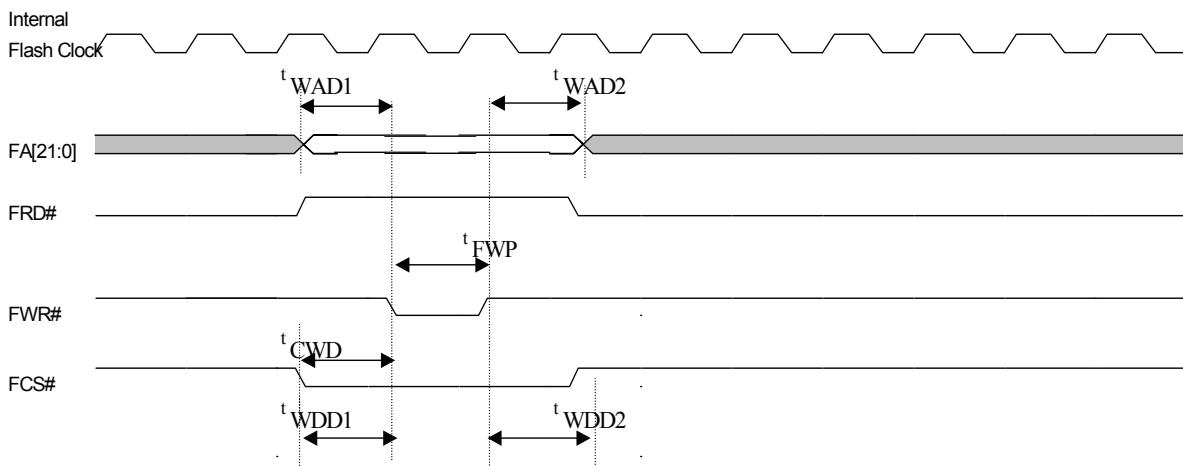 Internal
Flash Clock
tWAD1
tWAD2
FA[21:0]
FRD#
tFWP
FWR#
tCWD
FCS#
tWDD1
tWDD2